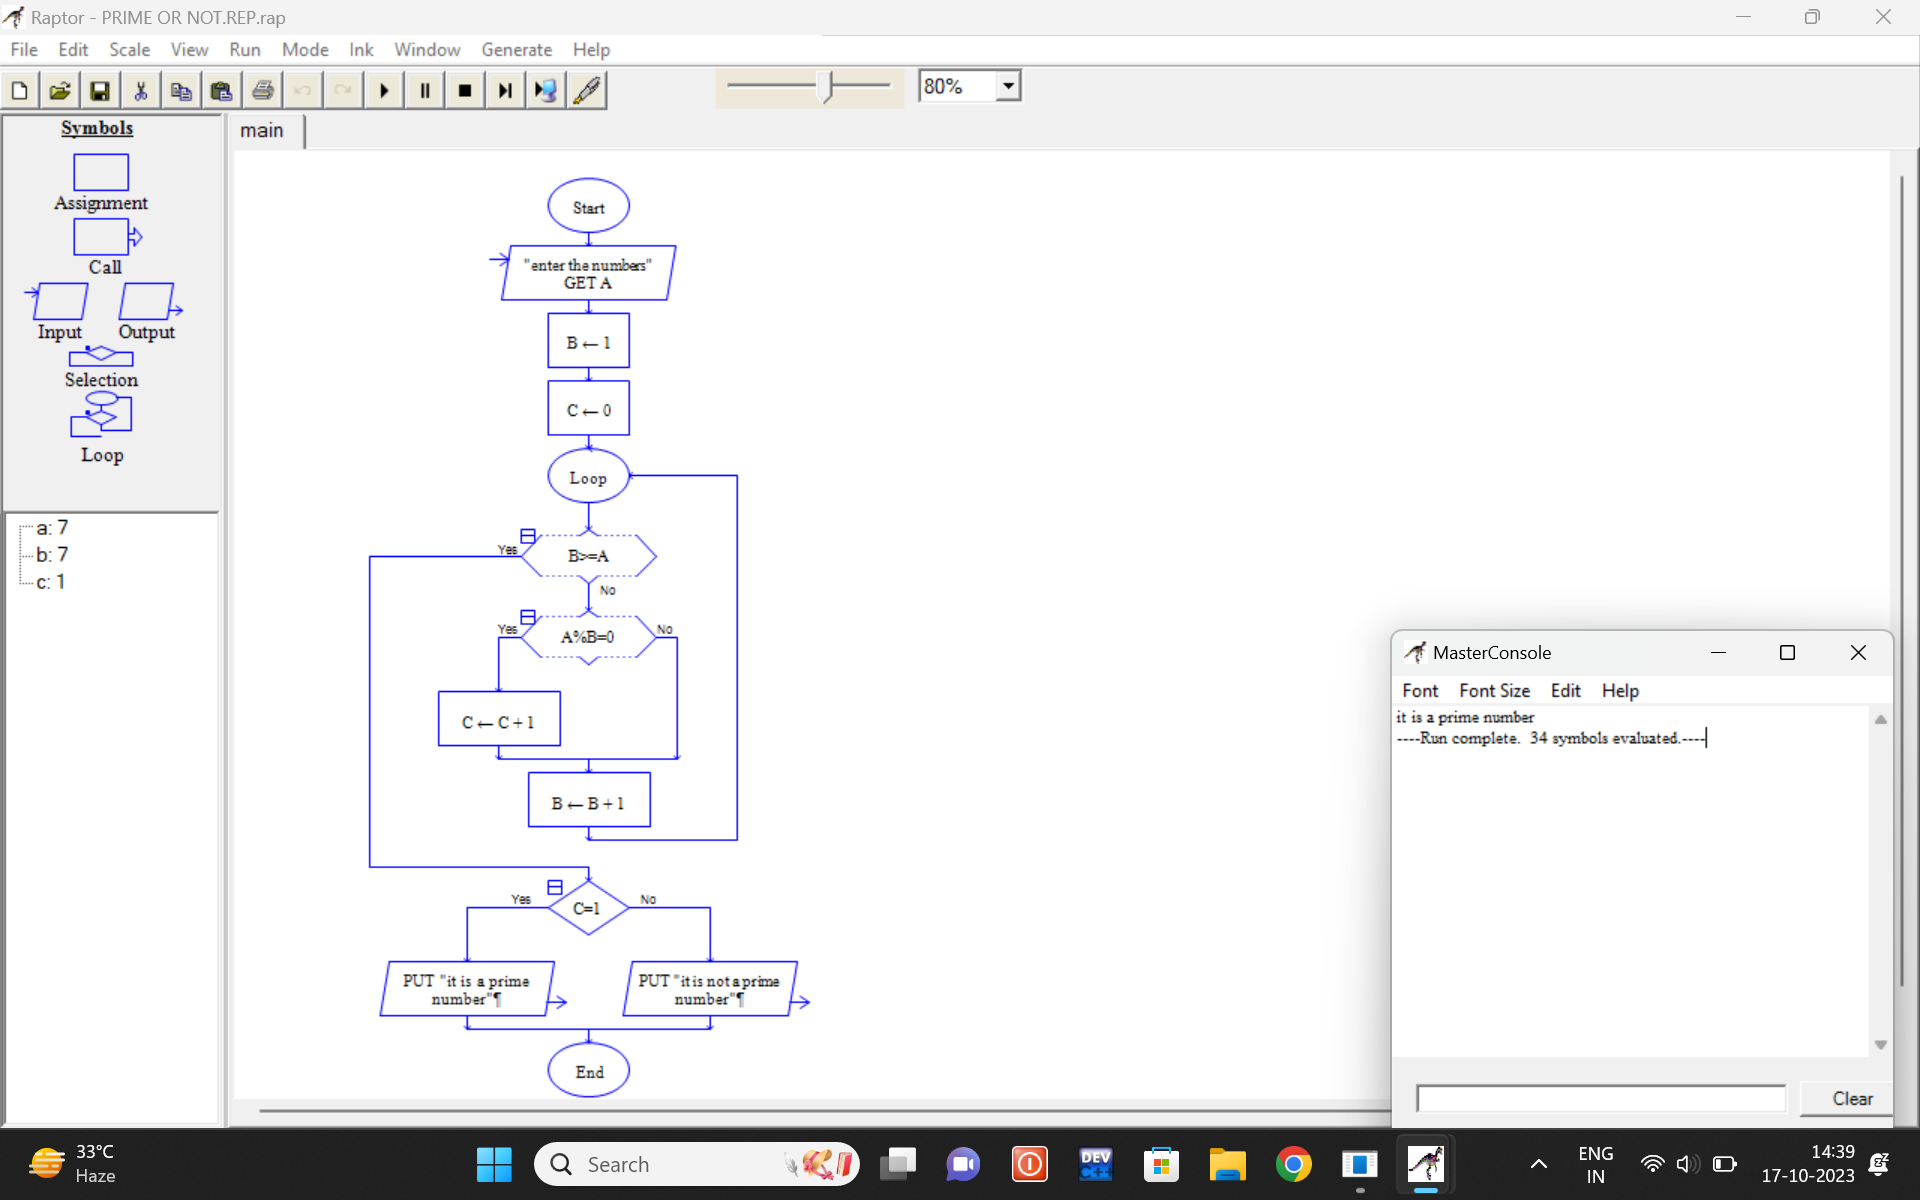 Raptor - PRIME OR NOT.REP.rap
File Edit Scale View Run Mode Ink Window Generate Help
80%
Symbols
Assignment
Call
Input Output
Selection
Loop
a: 7
b: 7
c: 1
main
Start
"enter the numbers"
GET A
B ← 1
C ← 0
Loop
Yes B>=A
No
Yes A%B=0 No
C ← C + 1
B ← B + 1
Yes C=1 No
PUT "it is a prime
number"¶
PUT "it is not a prime
number"¶
End
MasterConsole
Font Font Size Edit Help
it is a prime number
----Run complete. 34 symbols evaluated.----
Clear
33°C
Haze
Search
DEV
C++
ENG
IN
14:39
17-10-2023